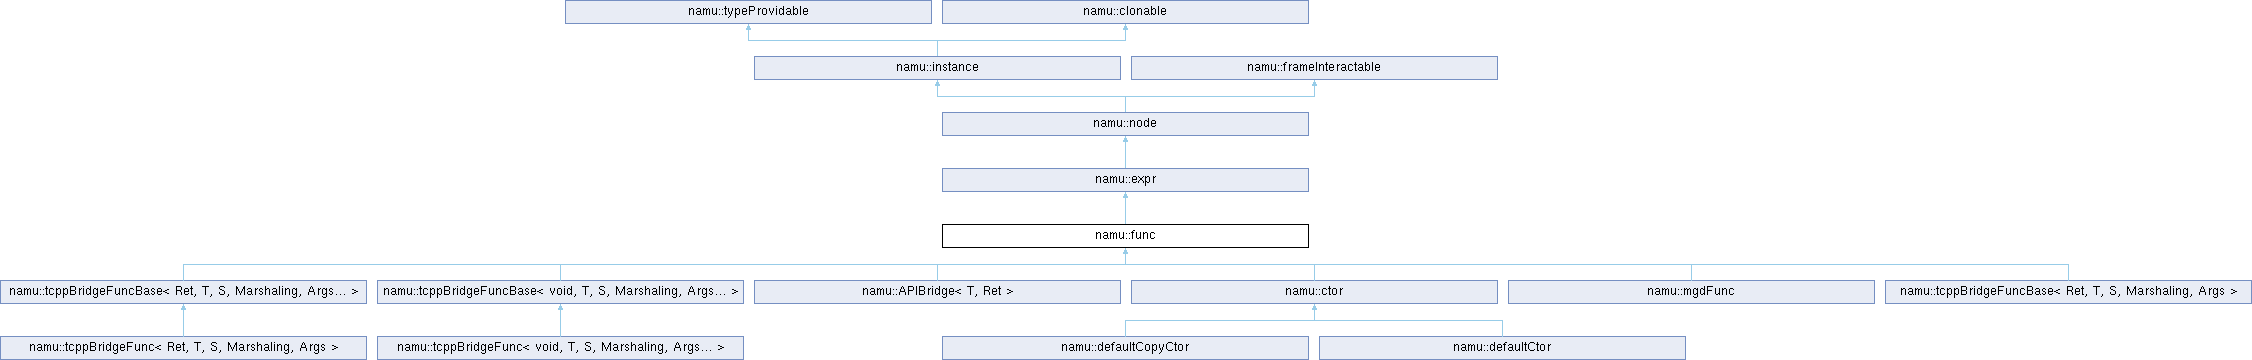 namu::typeProvidable
namu::clonable
namu::instance
namu::frameInteractable
namu::node
namu::expr
namu::func
namu::tcppBridgeFuncBase< Ret, T, S, Marshaling, Args... >
namu::tcppBridgeFuncBase< void, T, S, Marshaling, Args... >
namu::APIBridge< T, Ret >
namu::ctor
namu::mgdFunc
namu::tcppBridgeFuncBase< Ret, T, S, Marshaling, Args >
namu::tcppBridgeFunc< Ret, T, S, Marshaling, Args >
namu::tcppBridgeFunc< void, T, S, Marshaling, Args... >
namu::defaultCopyCtor
namu::defaultCtor